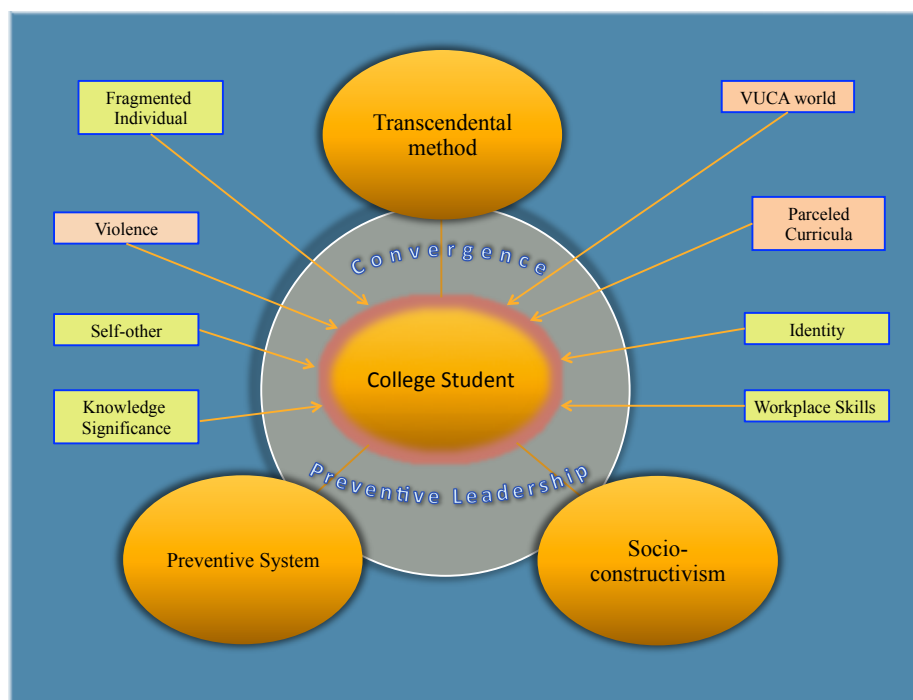 Fragmented
Individual
Transcendental
method
VUCA world
Violence
Parceled
Curricula
Convergence
Self-other
Identity
College Student
Knowledge
Significance
Workplace Skills
Preventive Leadership
Preventive System
Socio-
constructivism